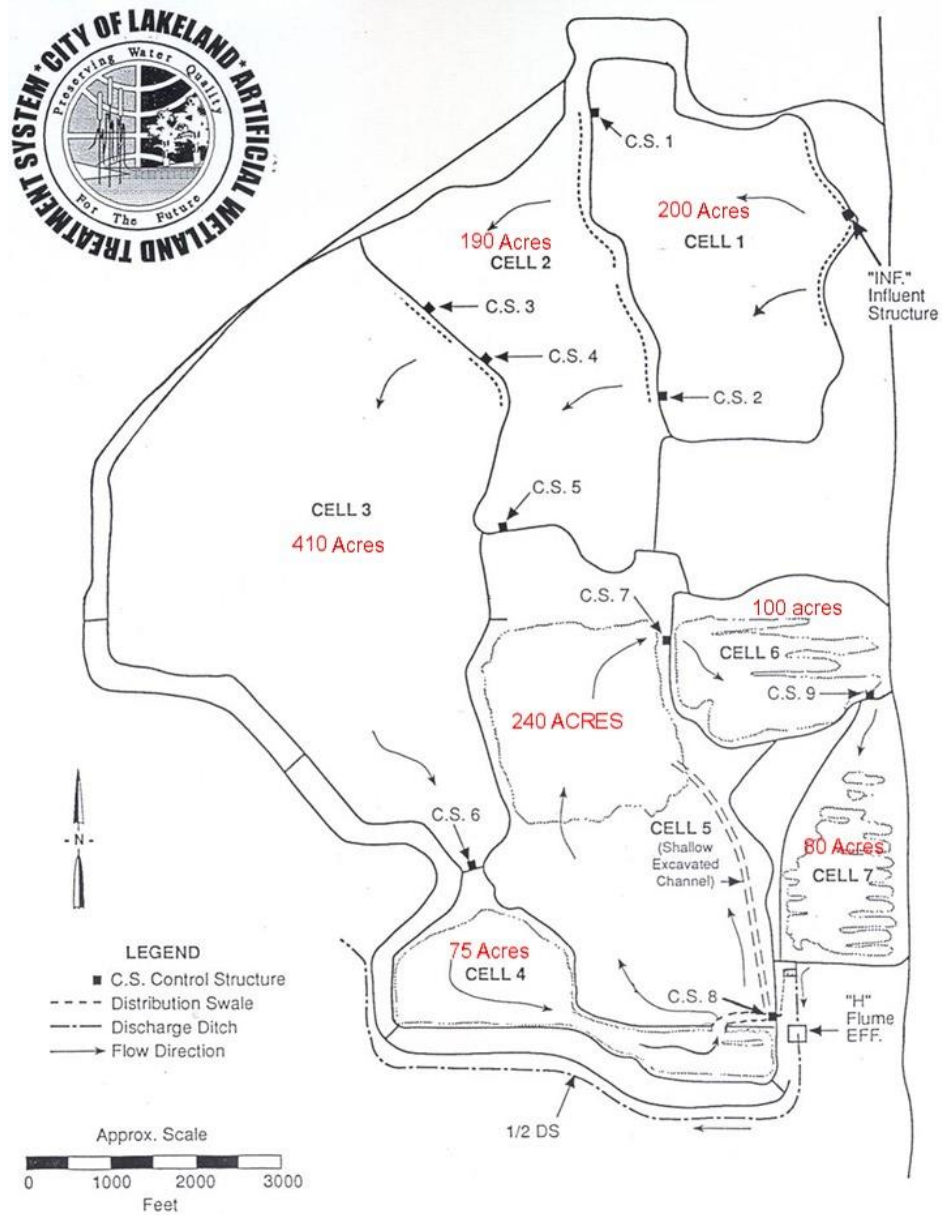 CITY OF LAKELAND * ARTIFICIAL WETLAND TREATMENT SYSTEM *
Preserving Water Quality
For The Future
C.S. 1
200 Acres
CELL 1
190 Acres
CELL 2
"INF."
Influent
Structure
C.S. 3
C.S. 4
C.S. 2
C.S. 5
CELL 3
410 Acres
C.S. 7
100 acres
CELL 6
C.S. 9
240 ACRES
C.S. 6
CELL 5
(Shallow
Excavated
Channel)
80 Acres
CELL 7
- N -
75 Acres
CELL 4
C.S. 8
"H"
Flume
EFF.
LEGEND
C.S. Control Structure
Distribution Swale
Discharge Ditch
Flow Direction
1/2 DS
Approx. Scale
0 1000 2000 3000
Feet